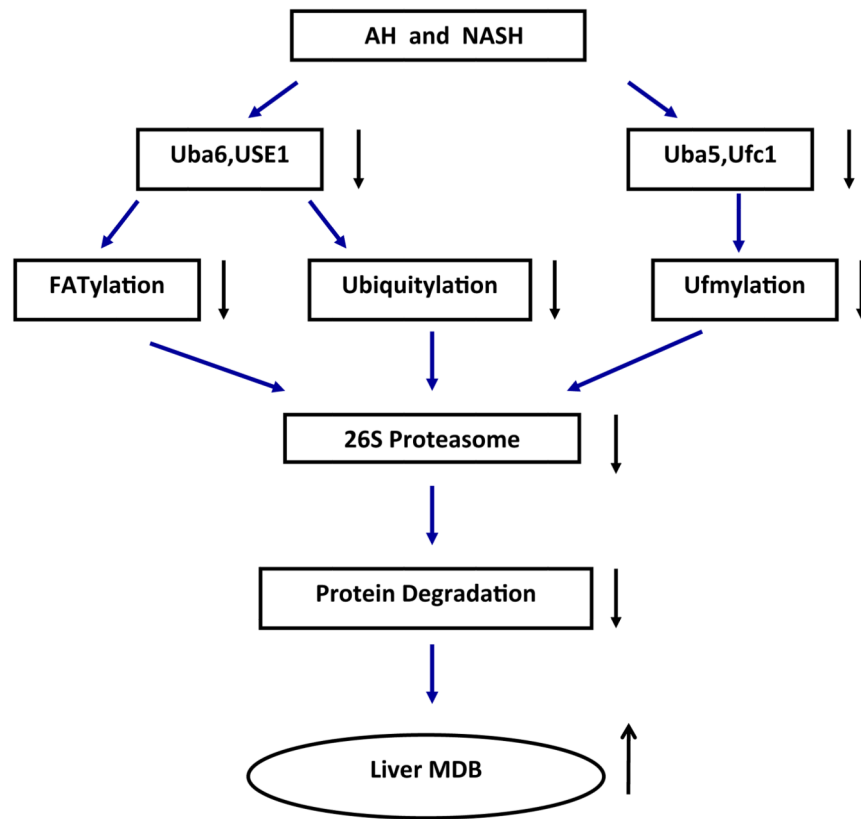 AH and NASH
Uba6,USE1
Uba5,Ufc1
FATylation
Ubiquitylation
Ufmylation
26S Proteasome
Protein Degradation
Liver MDB